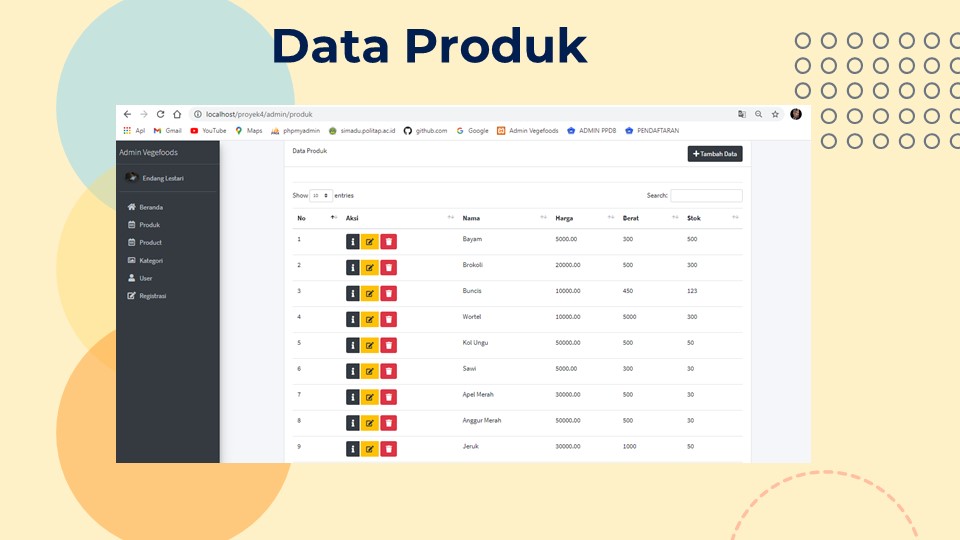 Data Produk
localhost/proyek4/admin/produk
Apl Gmail YouTube Maps phpmyadmin simadu.politap.ac.id github.com Google Admin Vegefoods ADMIN PPDB PENDAFTARAN
Admin Vegefoods
Endang Lestari
Beranda
Produk
Product
Kategori
User
Registrasi
Data Produk
Tambah Data
Show 10 entries
Search:
No Aksi Nama Harga Berat Stok
1 Bayam 5000.00 300 500
2 Brokoli 20000.00 500 300
3 Buncis 10000.00 450 123
4 Wortel 10000.00 5000 300
5 Kol Ungu 50000.00 500 50
6 Sawi 5000.00 300 30
7 Apel Merah 30000.00 500 30
8 Anggur Merah 50000.00 500 30
9 Jeruk 30000.00 1000 50